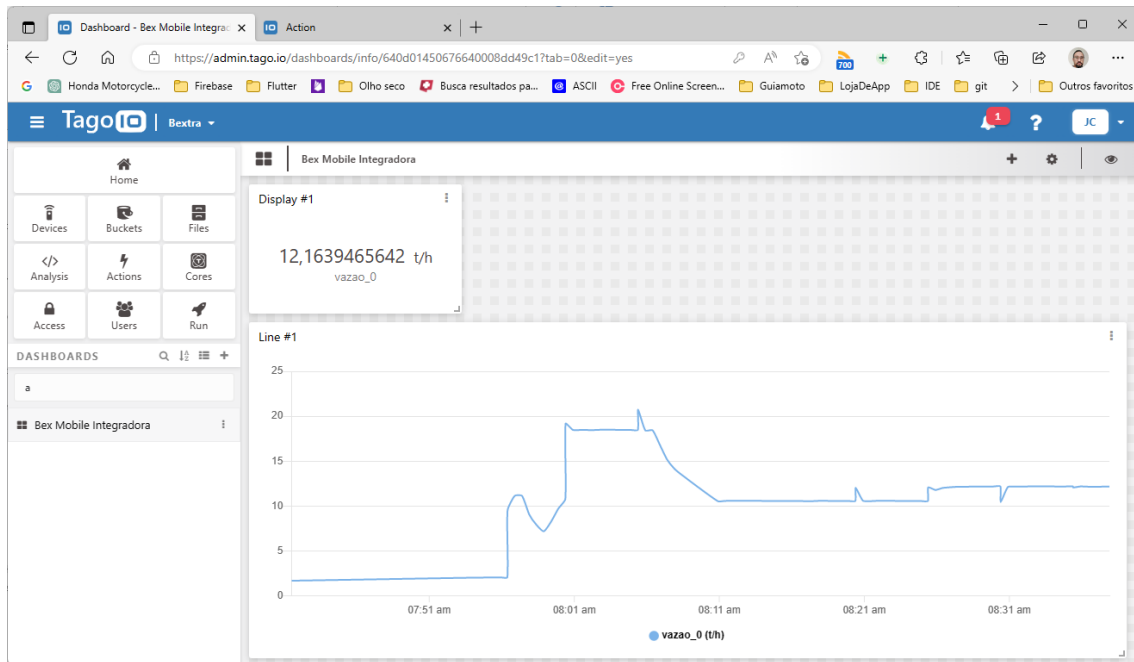 Dashboard - Bex Mobile Integrac
Action
https://admin.tago.io/dashboards/info/640d01450676640008dd49c1?tab=0&edit=yes
700
Honda Motorcycle... Firebase Flutter Olho seco Busca resultados pa... ASCII Free Online Screen... Guiamoto LojaDeApp IDE git Outros favoritos
TagoIO Bextra 1 ? JC
Home
Bex Mobile Integradora
Devices Buckets Files
Analysis Actions Cores
Access Users Run
DASHBOARDS
a
Bex Mobile Integradora
Display #1
12,1639465642 t/h
vazao_0
Line #1
25
20
15
10
5
0
07:51 am 08:01 am 08:11 am 08:21 am 08:31 am
vazao_0 (t/h)